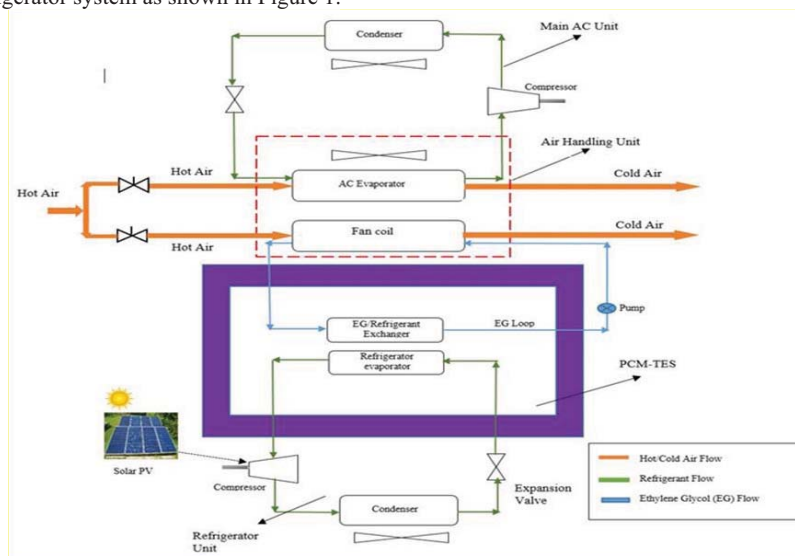 gerator system as shown in Figure 1.
Condenser
Main AC Unit
Compressor
Air Handling Unit
Hot Air
AC Evaporator
Cold Air
Hot Air
Fan coil
Cold Air
Hot Air
Pump
EG/Refrigerant
Exchanger
EG Loop
Refrigerator
evaporator
PCM-TES
Solar PV
Compressor
Expansion
Valve
Condenser
Refrigerator
Unit
Hot/Cold Air Flow
Refrigerant Flow
Ethylene Glycol (EG) Flow